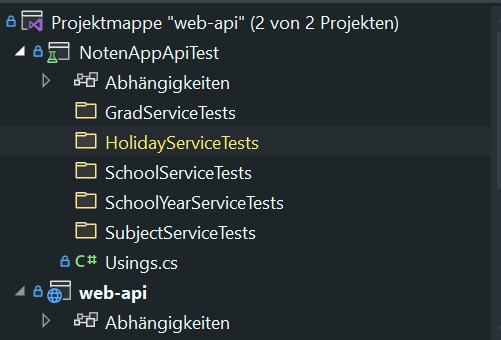 Projektmappe "web-api" (2 von 2 Projekten)
NotenAppApiTest
Abhängigkeiten
GradServiceTests
HolidayServiceTests
SchoolServiceTests
SchoolYearServiceTests
SubjectServiceTests
C# Usings.cs
web-api
Abhängigkeiten